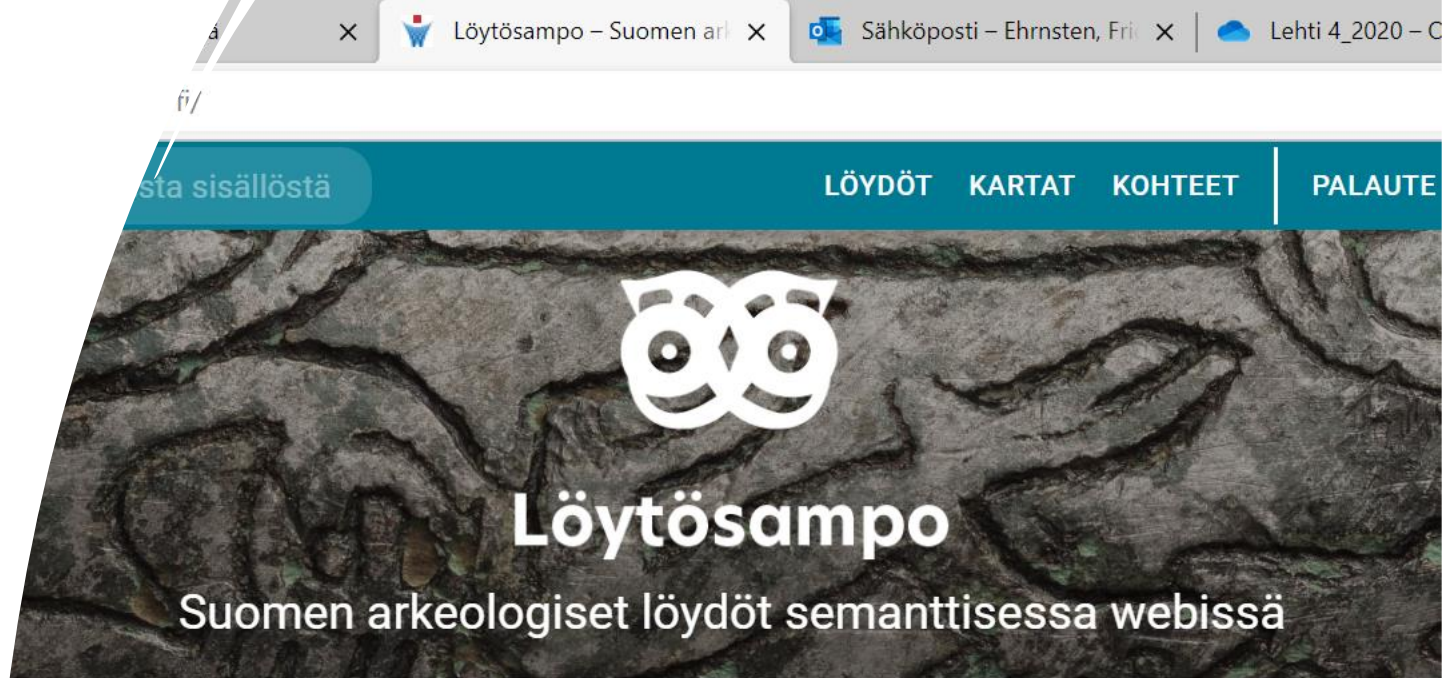 Löytösampo – Suomen ar
Sähköposti – Ehrnsten, Fri
Lehti 4_2020 – O
fi/
sta sisällöstä
LÖYDÖT KARTAT KOHTEET PALAUTE
Löytösampo
Suomen arkeologiset löydöt semanttisessa webissä